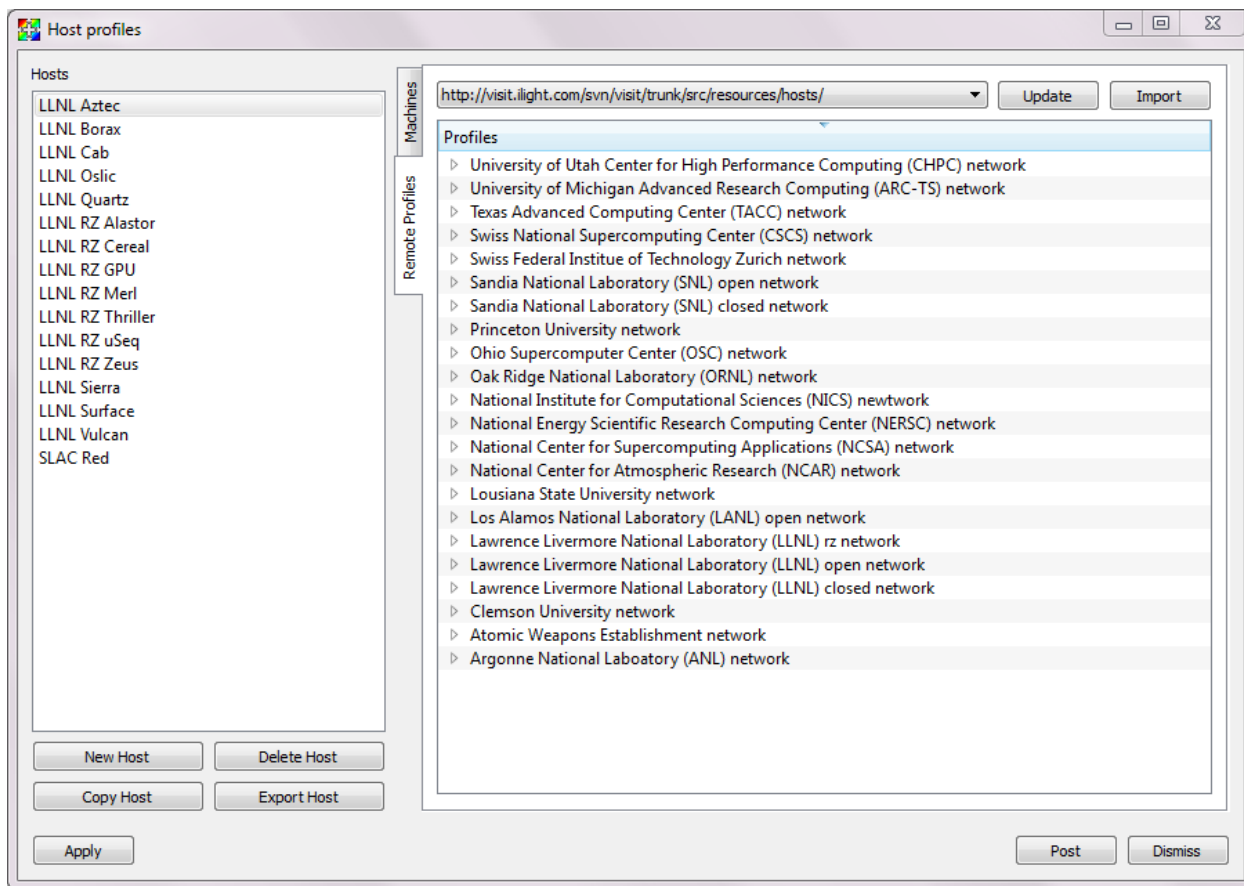 Host profiles
Hosts
LLNL Aztec
LLNL Borax
LLNL Cab
LLNL Oslic
LLNL Quartz
LLNL RZ Alastor
LLNL RZ Cereal
LLNL RZ GPU
LLNL RZ Merl
LLNL RZ Thriller
LLNL RZ uSeq
LLNL RZ Zeus
LLNL Sierra
LLNL Surface
LLNL Vulcan
SLAC Red
New Host
Delete Host
Copy Host
Export Host
Machines
Remote Profiles
http://visit.ilight.com/svn/visit/trunk/src/resources/hosts/
Update
Import
Profiles
University of Utah Center for High Performance Computing (CHPC) network
University of Michigan Advanced Research Computing (ARC-TS) network
Texas Advanced Computing Center (TACC) network
Swiss National Supercomputing Center (CSCS) network
Swiss Federal Institue of Technology Zurich network
Sandia National Laboratory (SNL) open network
Sandia National Laboratory (SNL) closed network
Princeton University network
Ohio Supercomputer Center (OSC) network
Oak Ridge National Laboratory (ORNL) network
National Institute for Computational Sciences (NICS) newtwork
National Energy Scientific Research Computing Center (NERSC) network
National Center for Supercomputing Applications (NCSA) network
National Center for Atmospheric Research (NCAR) network
Lousiana State University network
Los Alamos National Laboratory (LANL) open network
Lawrence Livermore National Laboratory (LLNL) rz network
Lawrence Livermore National Laboratory (LLNL) open network
Lawrence Livermore National Laboratory (LLNL) closed network
Clemson University network
Atomic Weapons Establishment network
Argonne National Laboatory (ANL) network
Apply
Post
Dismiss